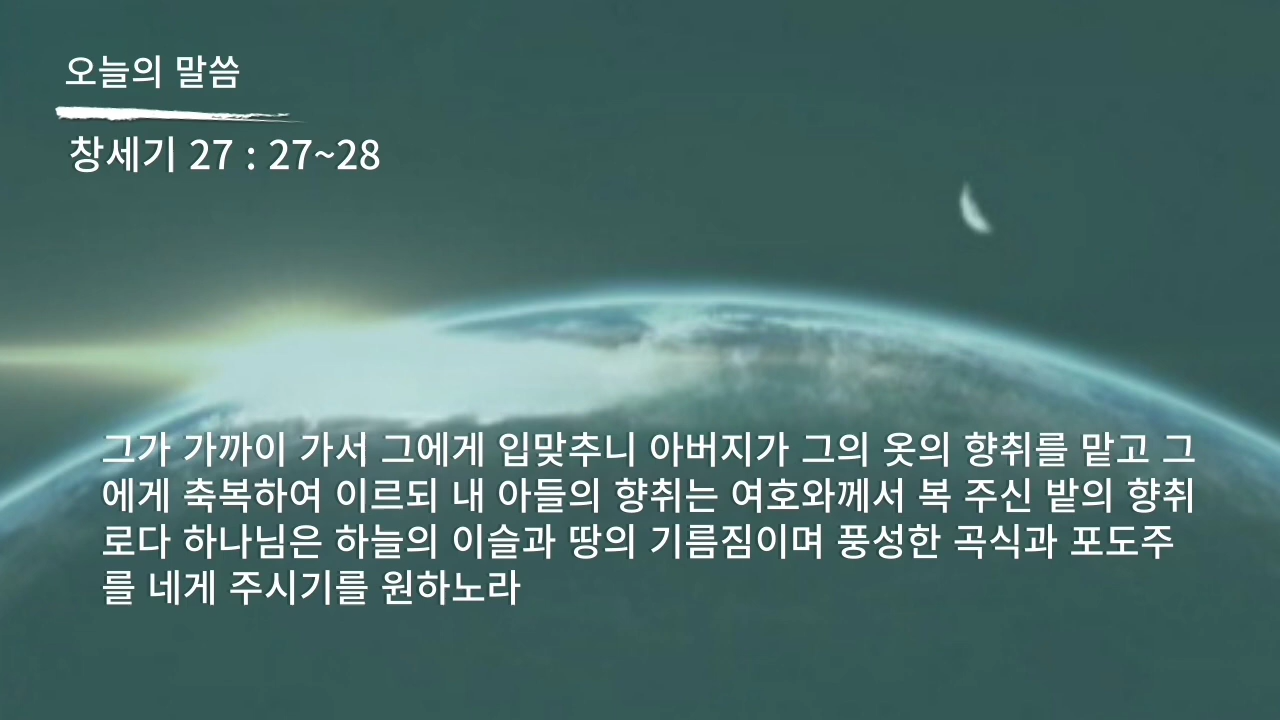 오늘의 말씀
창세기 27 : 27~28
그가 가까이 가서 그에게 입맞추니 아버지가 그의 옷의 향취를 맡고 그
에게 축복하여 이르되 내 아들의 향취는 여호와께서 복 주신 밭의 향취
로다 하나님은 하늘의 이슬과 땅의 기름짐이며 풍성한 곡식과 포도주
를 네게 주시기를 원하노라